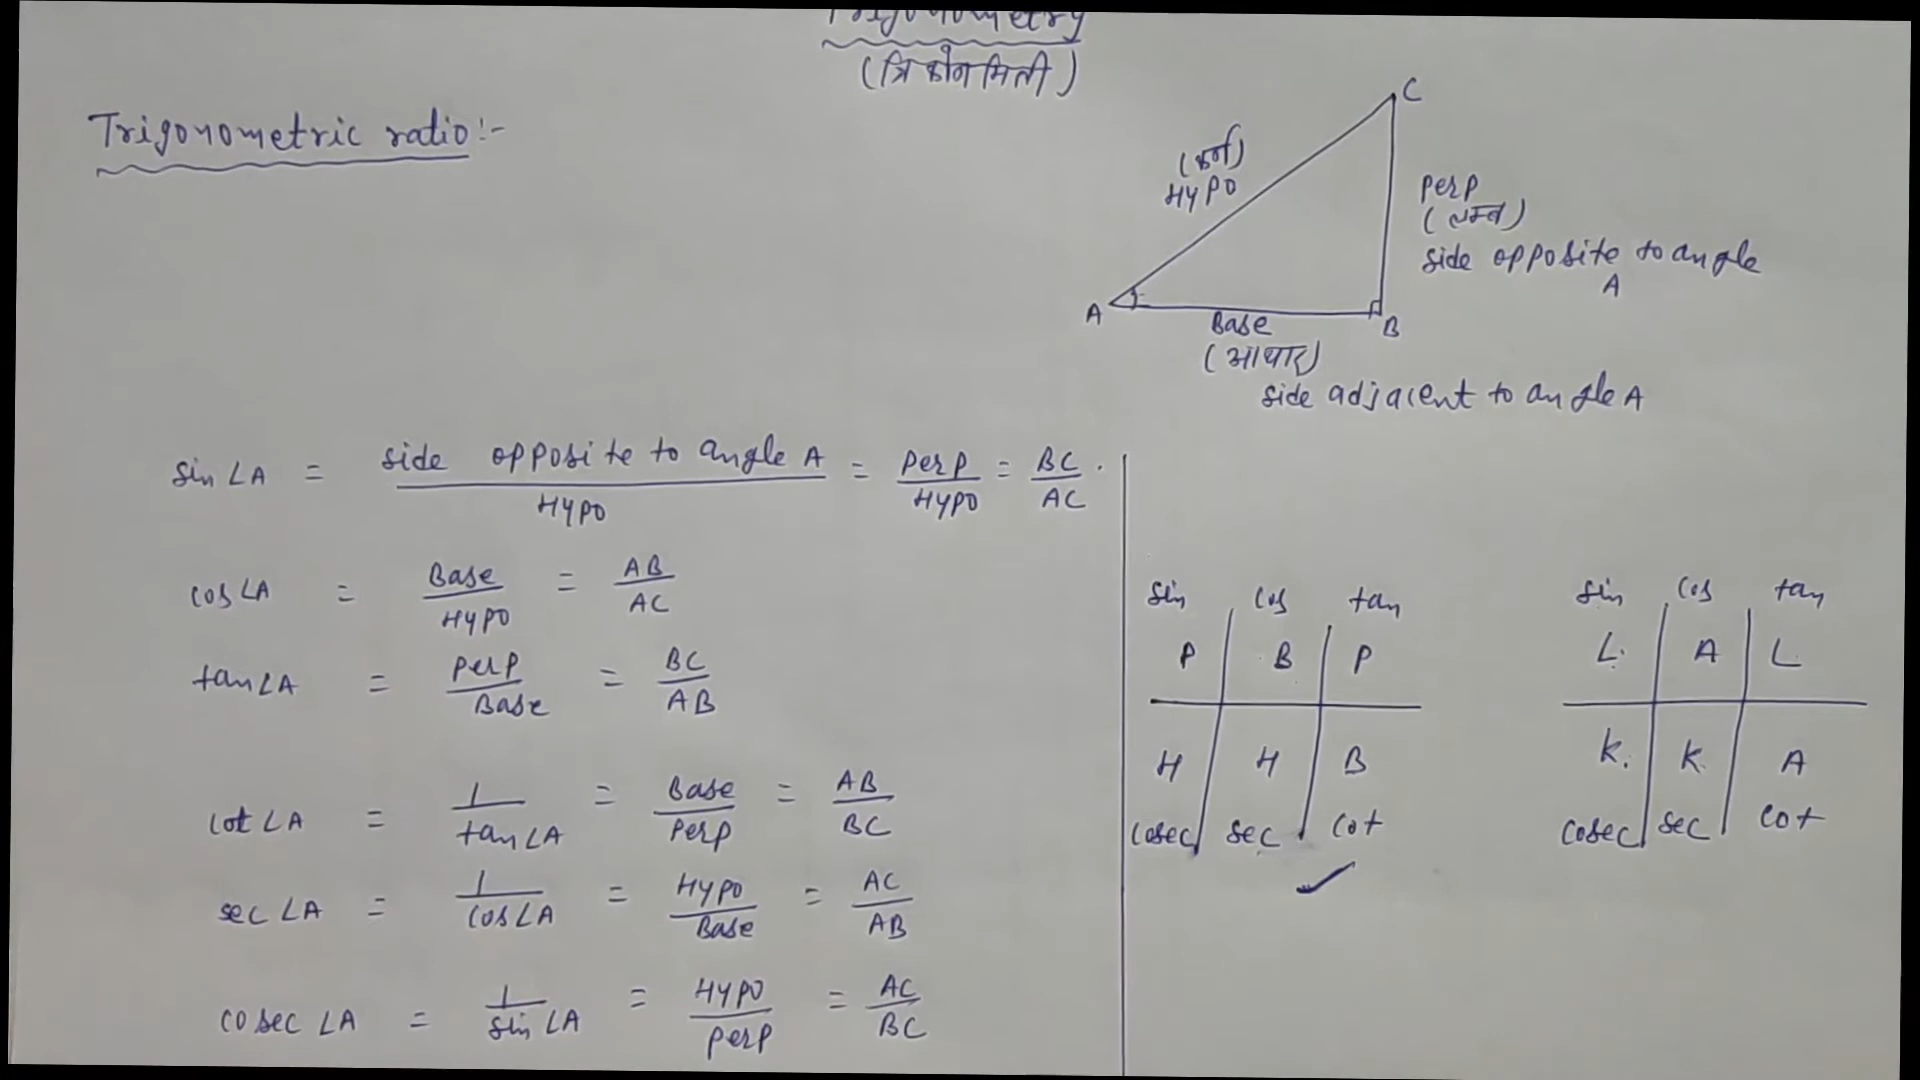 Trigonometry
(त्रिकोनमिती)
Trigonometric ratio:-
C
(कर्ण)
HYPO
Perp
(लम्ब)
side opposite to angle
A
A
Base
B
(आधार)
side adjacent to angle A
sin∠A = side opposite to angle A / HYPO = Perp / HYPO = BC / AC .
cos∠A = Base / HYPO = AB / AC
tan∠A = Perp / Base = BC / AB
cot∠A = 1 / tan∠A = Base / Perp = AB / BC
sec∠A = 1 / cos∠A = HYPO / Base = AC / AB
cosec∠A = 1 / sin∠A = HYPO / Perp = AC / BC
sin cos tan
P B P
H H B
cosec sec cot
✓
sin cos tan
L. A L
K. K. A
cosec sec cot